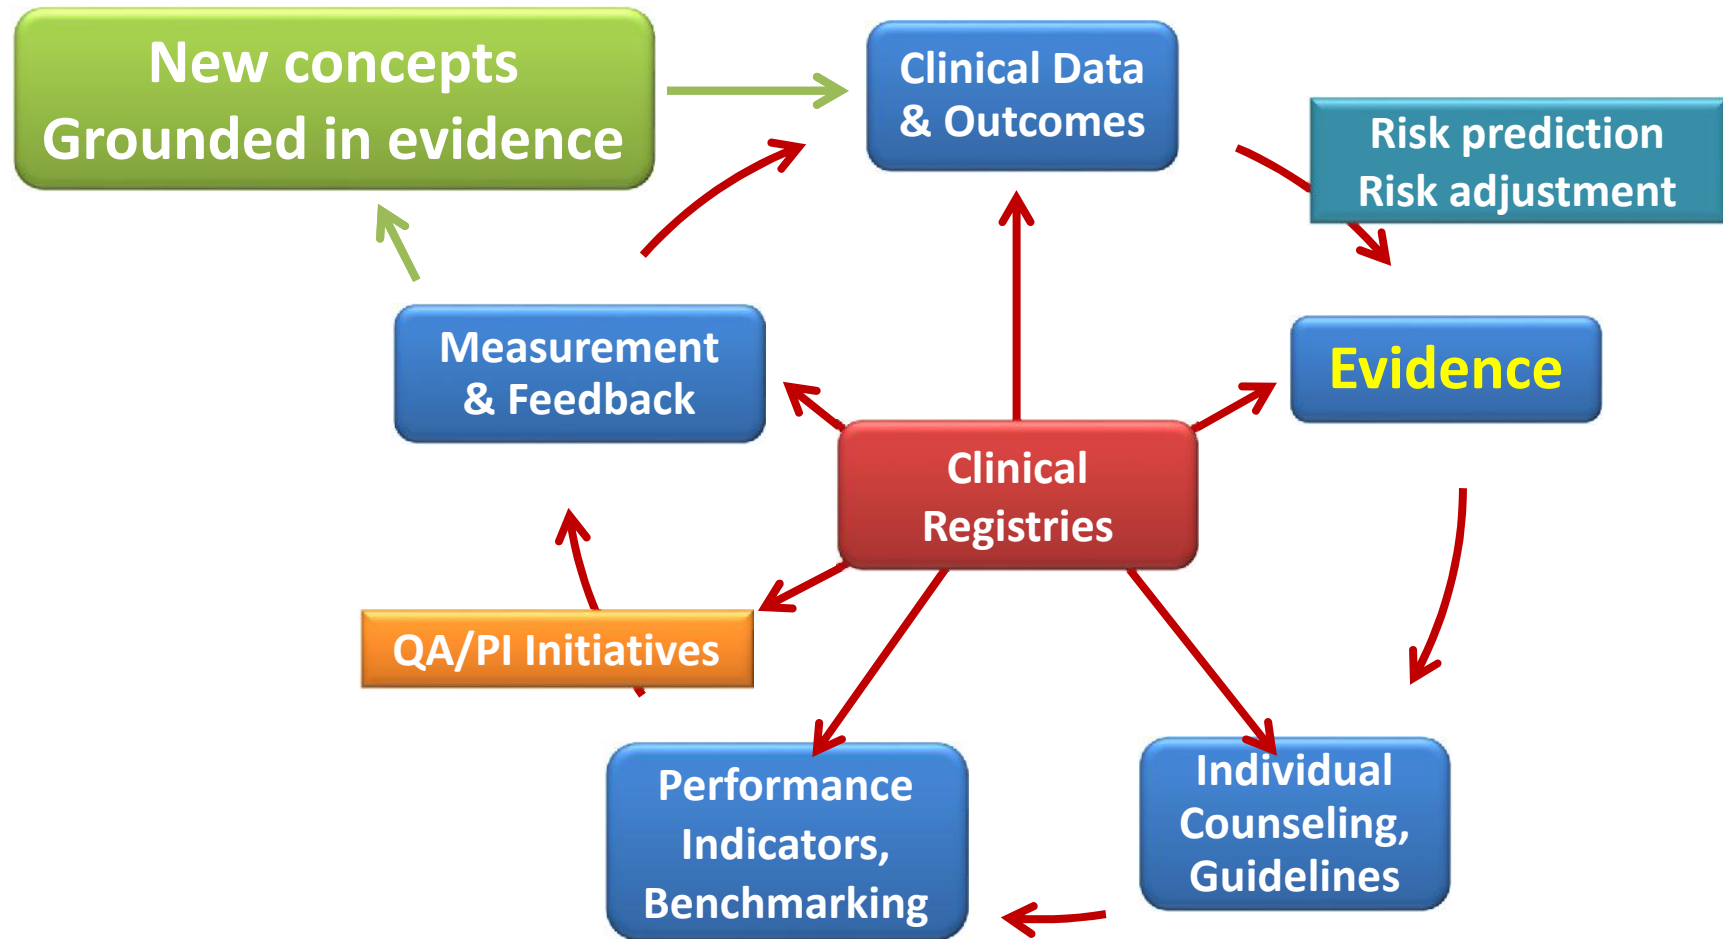 New concepts
Grounded in evidence
Clinical Data
& Outcomes
Risk prediction
Risk adjustment
Measurement
& Feedback
Evidence
Clinical
Registries
QA/PI Initiatives
Performance
Indicators,
Benchmarking
Individual
Counseling,
Guidelines